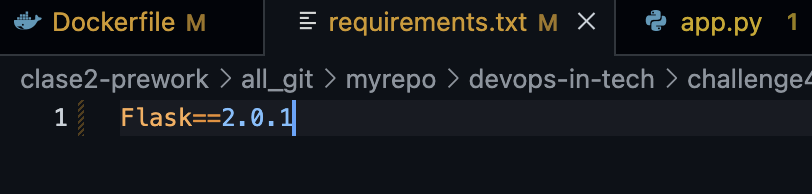 Dockerfile M requirements.txt M app.py 1
clase2-prework > all_git > myrepo > devops-in-tech > challenge4
1 Flask==2.0.1